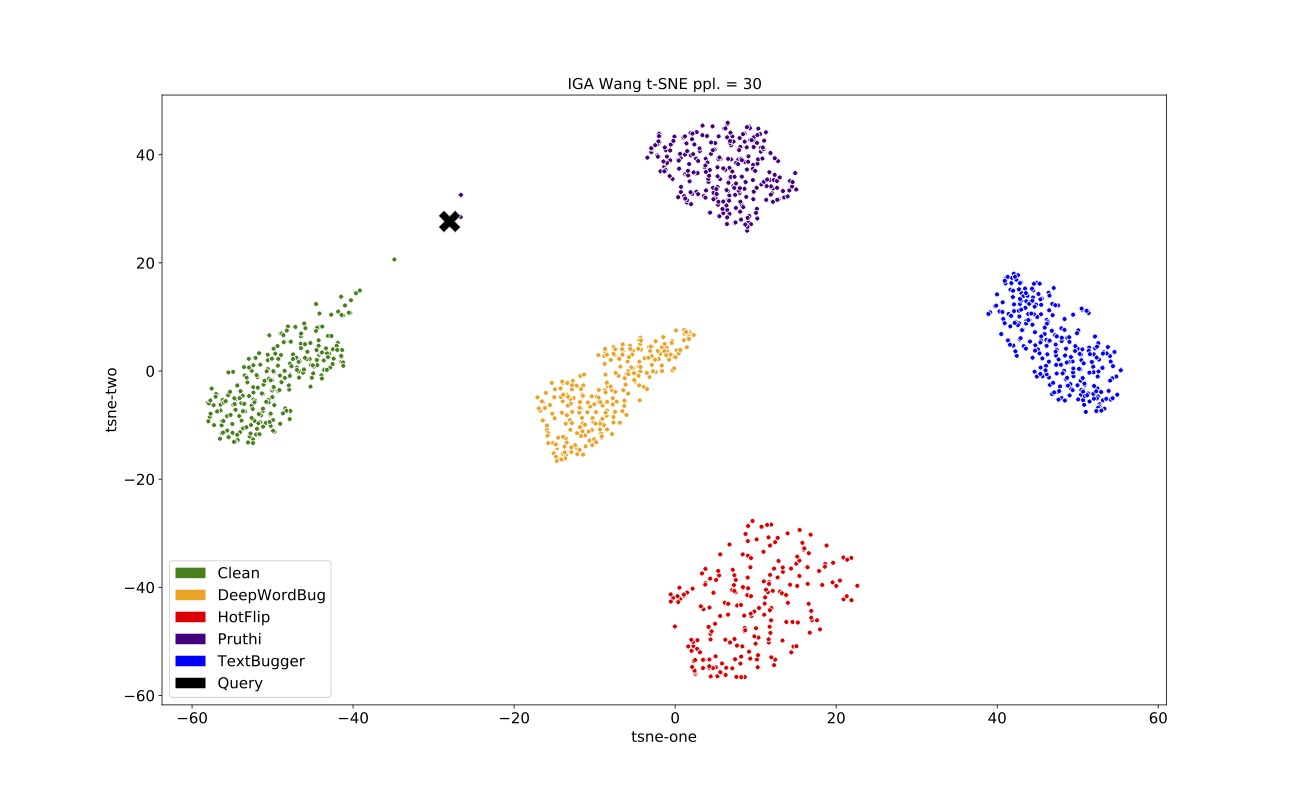 IGA Wang t-SNE ppl. = 30
tsne-two
40
20
0
−20
−40
−60
Clean
DeepWordBug
HotFlip
Pruthi
TextBugger
Query
−60 −40 −20 0 20 40 60
tsne-one